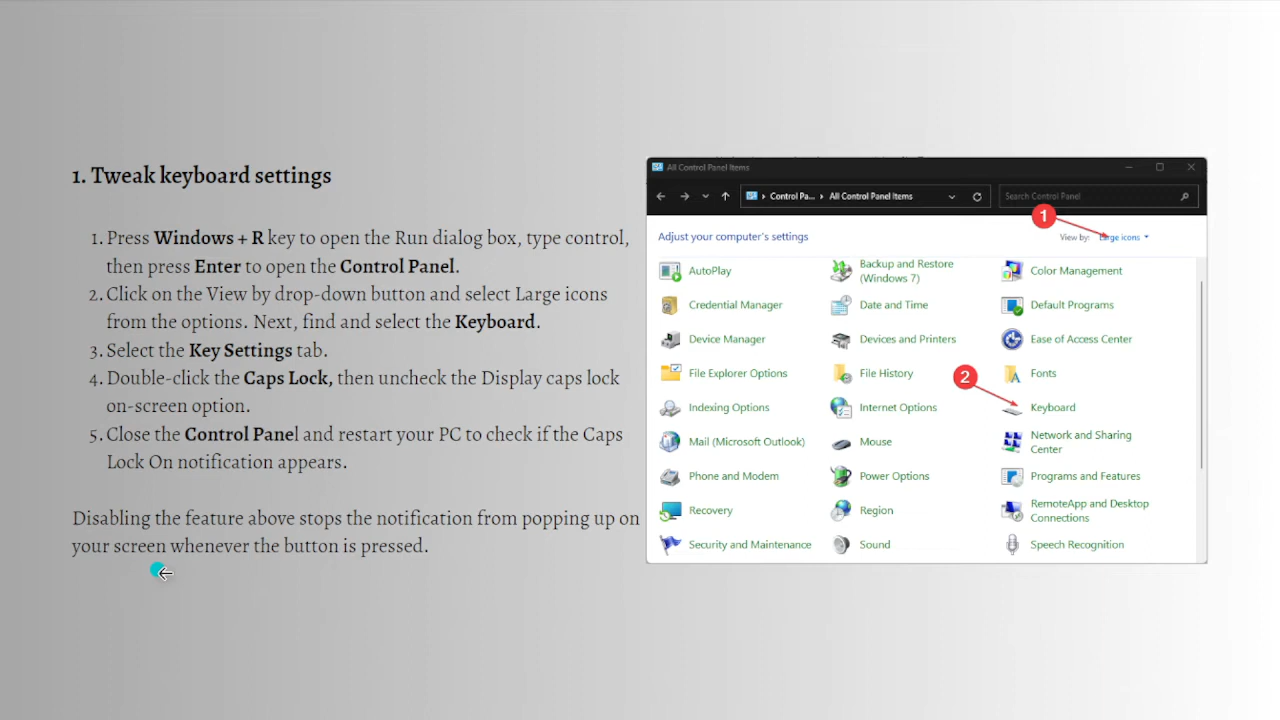 1. Tweak keyboard settings
1. Press Windows + R key to open the Run dialog box, type control,
then press Enter to open the Control Panel.
2. Click on the View by drop-down button and select Large icons
from the options. Next, find and select the Keyboard.
3. Select the Key Settings tab.
4. Double-click the Caps Lock, then uncheck the Display caps lock
on-screen option.
5. Close the Control Panel and restart your PC to check if the Caps
Lock On notification appears.
Disabling the feature above stops the notification from popping up on
your screen whenever the button is pressed.
All Control Panel Items
Control Pa... All Control Panel Items
Search Control Panel
1
Adjust your computer's settings
View by: Large icons
AutoPlay
Backup and Restore
(Windows 7)
Color Management
Credential Manager
Date and Time
Default Programs
Device Manager
Devices and Printers
Ease of Access Center
File Explorer Options
File History
2
Fonts
Indexing Options
Internet Options
Keyboard
Mail (Microsoft Outlook)
Mouse
Network and Sharing
Center
Phone and Modem
Power Options
Programs and Features
Recovery
Region
RemoteApp and Desktop
Connections
Security and Maintenance
Sound
Speech Recognition